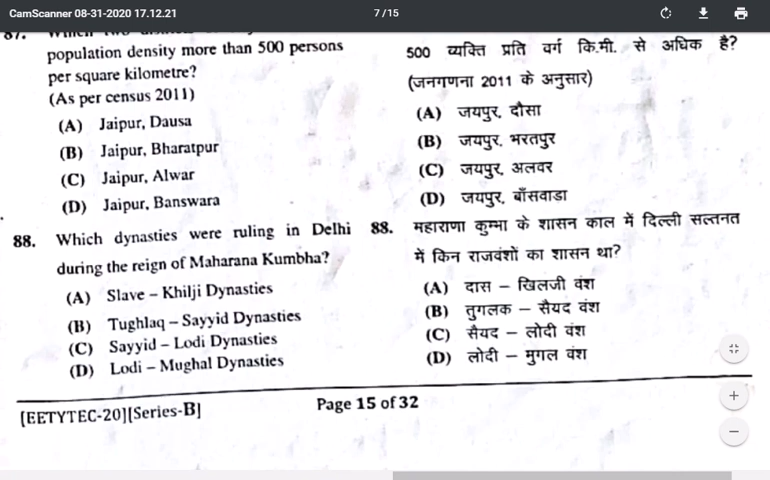 CamScanner 08-31-2020 17.12.21
7 / 15
87.
population density more than 500 persons
per square kilometre?
(As per census 2011)
(A) Jaipur, Dausa
(B) Jaipur, Bharatpur
(C) Jaipur, Alwar
(D) Jaipur, Banswara
88. Which dynasties were ruling in Delhi
during the reign of Maharana Kumbha?
(A) Slave – Khilji Dynasties
(B) Tughlaq – Sayyid Dynasties
(C) Sayyid – Lodi Dynasties
(D) Lodi – Mughal Dynasties
500 व्यक्ति प्रति वर्ग कि.मी. से अधिक है?
(जनगणना 2011 के अनुसार)
(A) जयपुर, दौसा
(B) जयपुर, भरतपुर
(C) जयपुर, अलवर
(D) जयपुर, बाँसवाडा
88. महाराणा कुम्भा के शासन काल में दिल्ली सल्तनत
में किन राजवंशों का शासन था?
(A) दास – खिलजी वंश
(B) तुगलक – सैयद वंश
(C) सैयद – लोदी वंश
(D) लोदी – मुगल वंश
[EETYTEC-20][Series-B]
Page 15 of 32